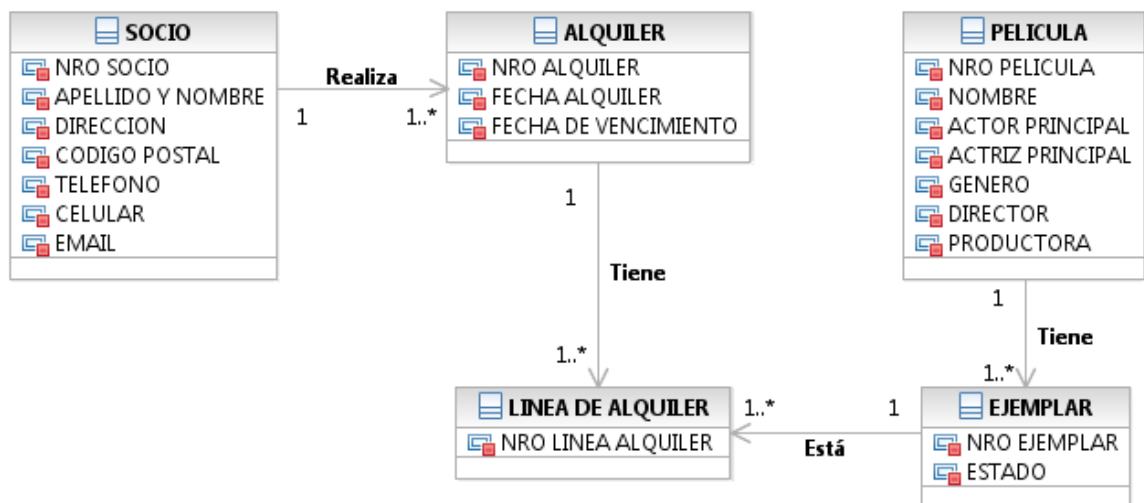 SOCIO
NRO SOCIO
APELLIDO Y NOMBRE
DIRECCION
CODIGO POSTAL
TELEFONO
CELULAR
EMAIL
Realiza
1
1..*
ALQUILER
NRO ALQUILER
FECHA ALQUILER
FECHA DE VENCIMIENTO
1
Tiene
1..*
PELICULA
NRO PELICULA
NOMBRE
ACTOR PRINCIPAL
ACTRIZ PRINCIPAL
GENERO
DIRECTOR
PRODUCTORA
1
Tiene
1..*
LINEA DE ALQUILER
NRO LINEA ALQUILER
1..*
1
Está
EJEMPLAR
NRO EJEMPLAR
ESTADO